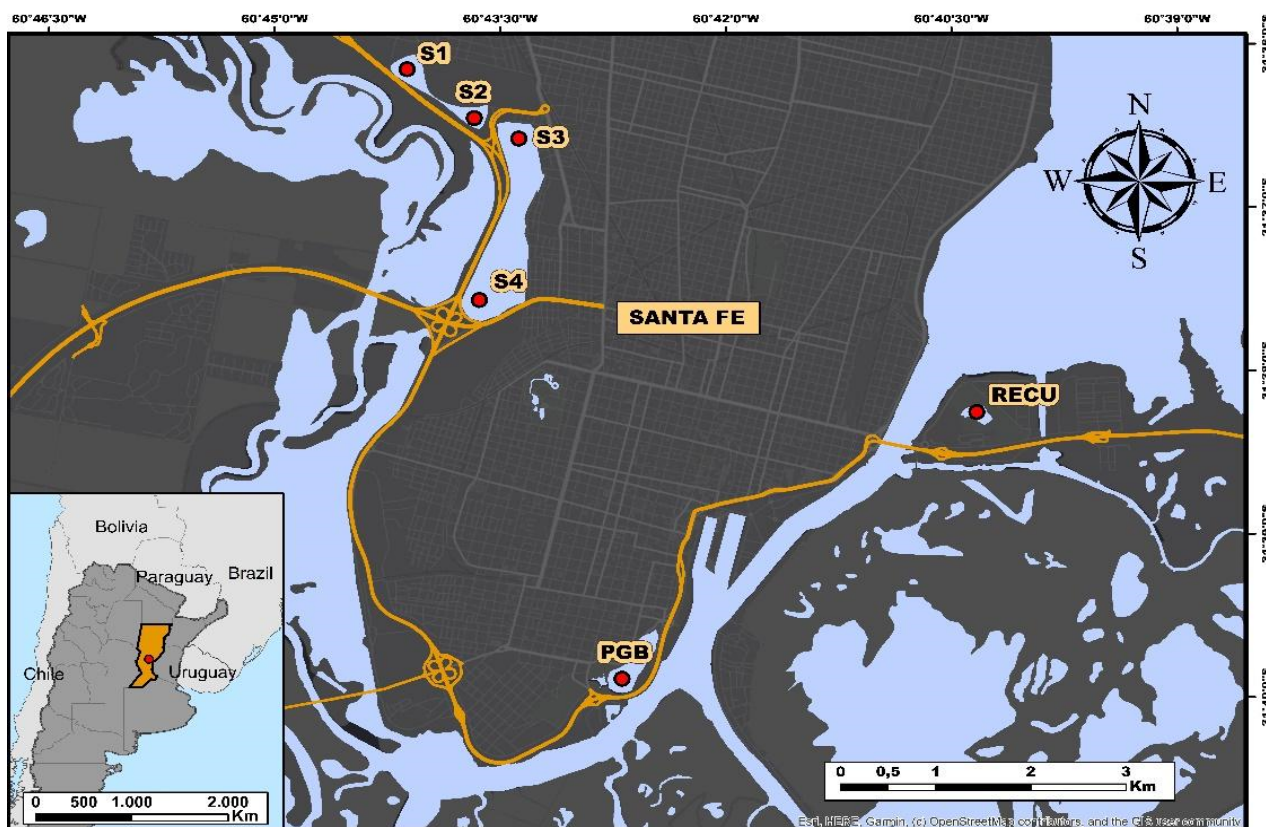 60°46'30"W 60°45'0"W 60°43'30"W 60°42'0"W 60°40'30"W 60°39'0"W
S1
S2
S3
N
W E
S
S4
SANTA FE
RECU
PGB
Bolivia
Paraguay
Brazil
Chile
Uruguay
0 500 1.000 2.000
Km
0 0,5 1 2 3
Km
Esri, HERE, Garmin, (c) OpenStreetMap contributors, and the GIS user community